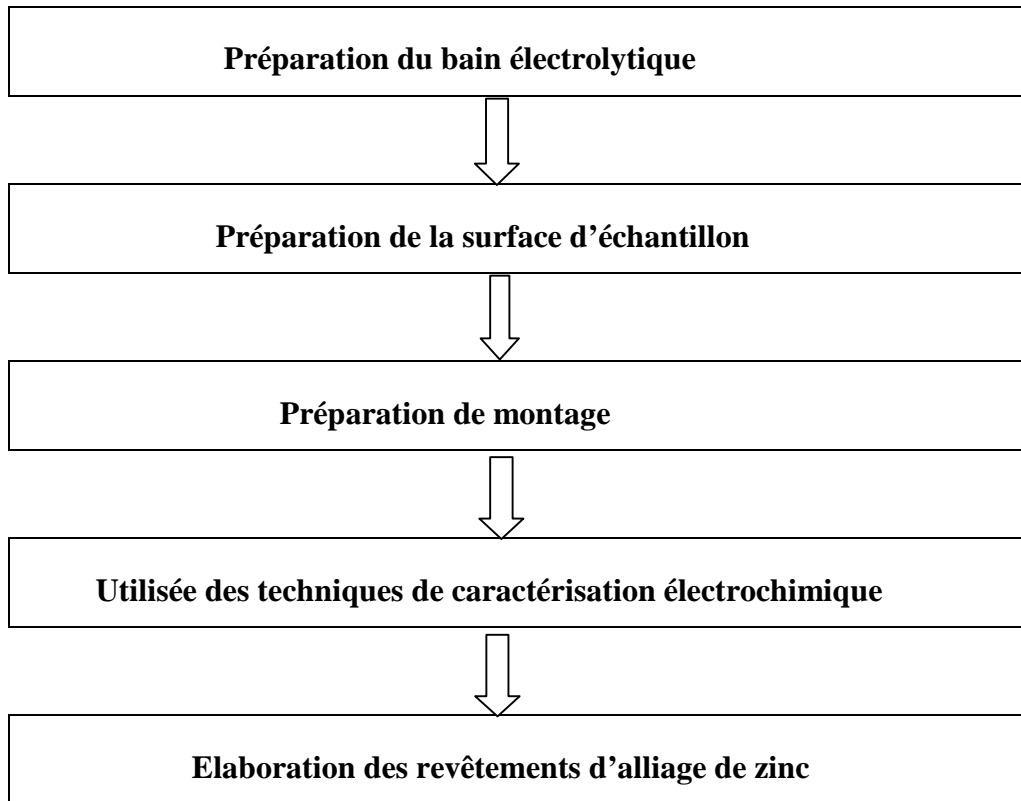 Préparation du bain électrolytique
Préparation de la surface d’échantillon
Préparation de montage
Utilisée des techniques de caractérisation électrochimique
Elaboration des revêtements d’alliage de zinc